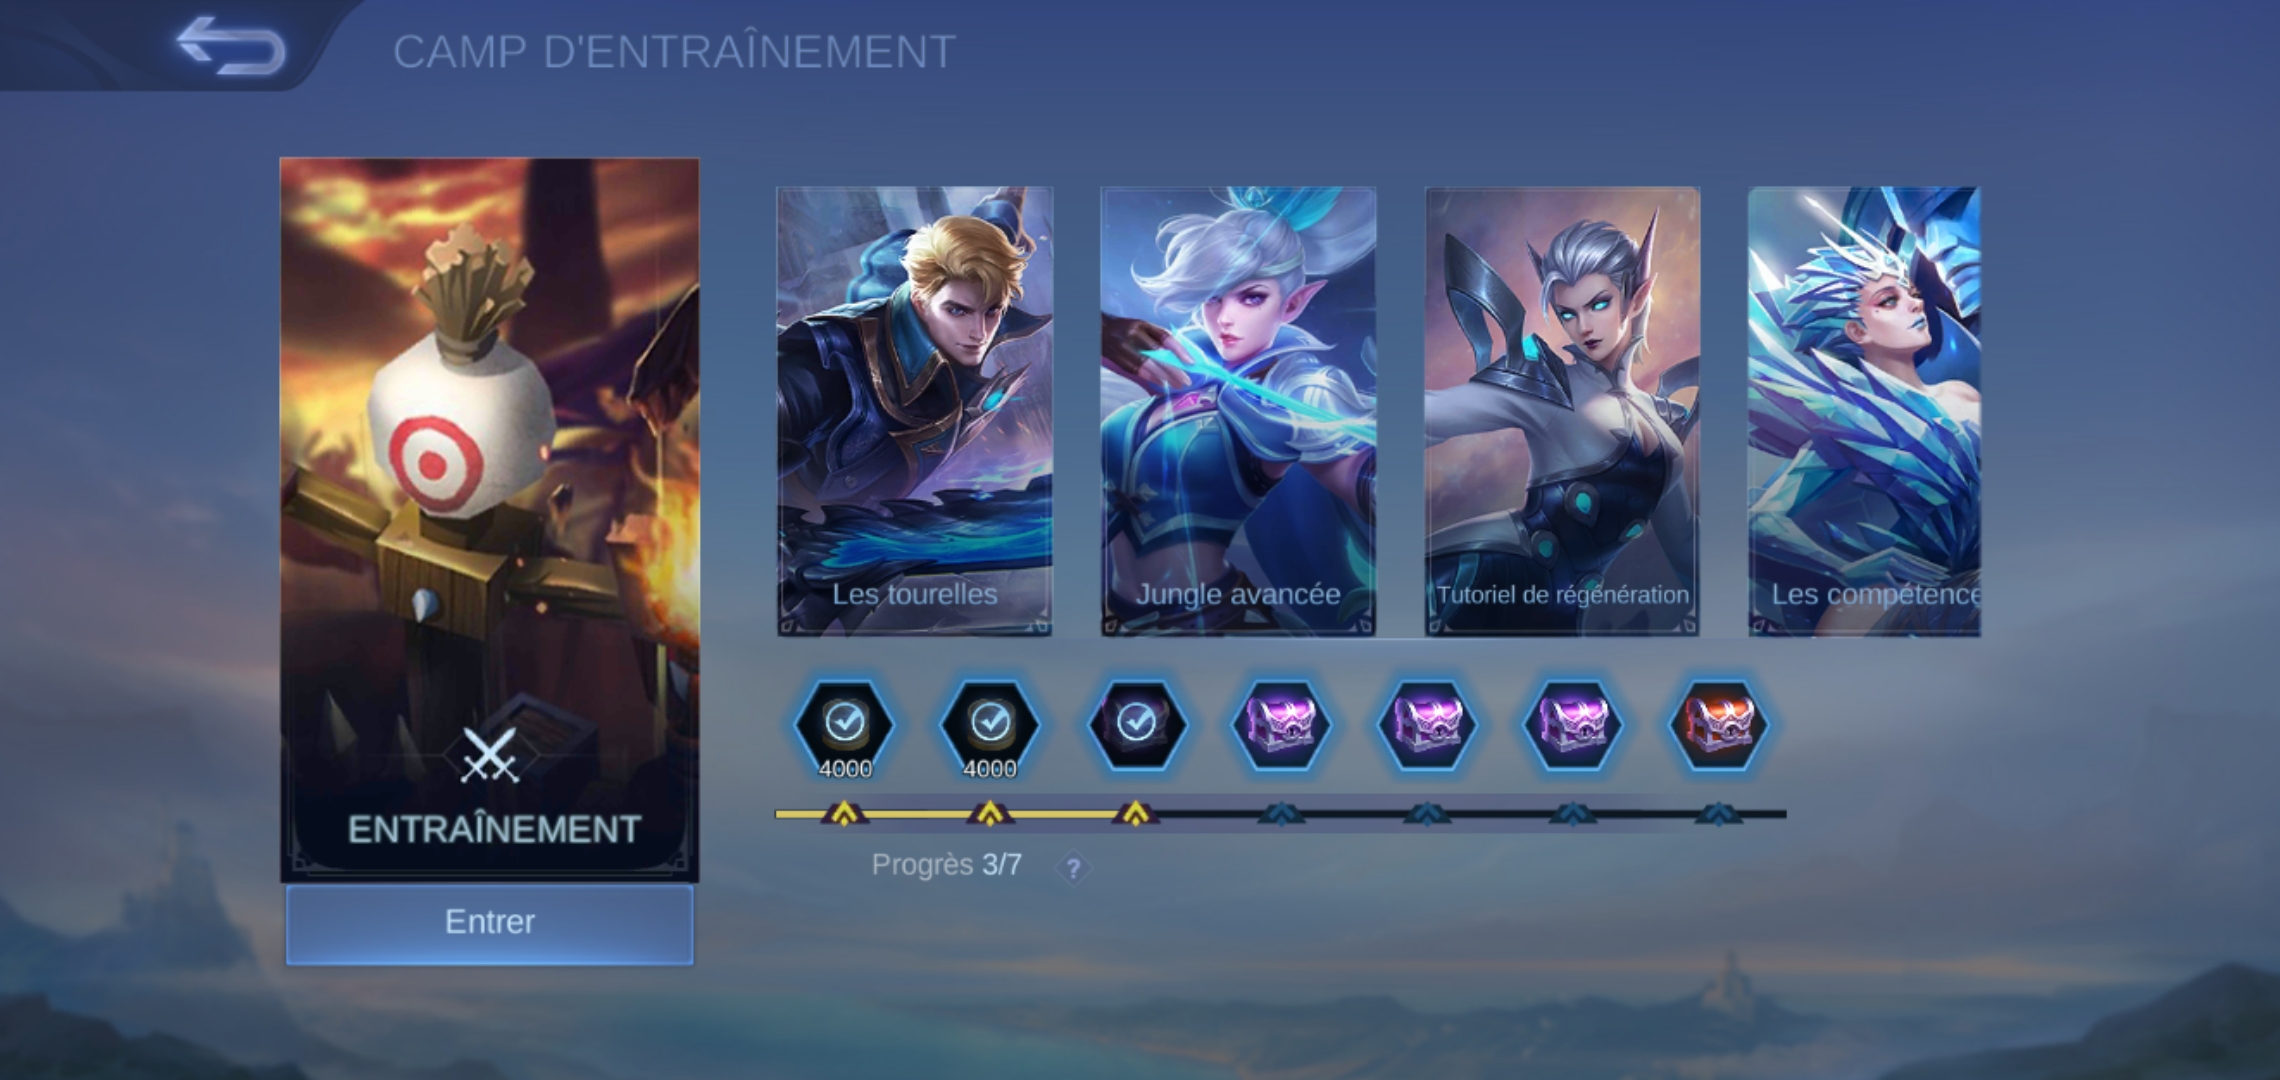 CAMP D'ENTRAÎNEMENT
Les tourelles
Jungle avancée
Tutoriel de régénération
Les compétence
4000
4000
ENTRAÎNEMENT
Progrès 3/7
?
Entrer